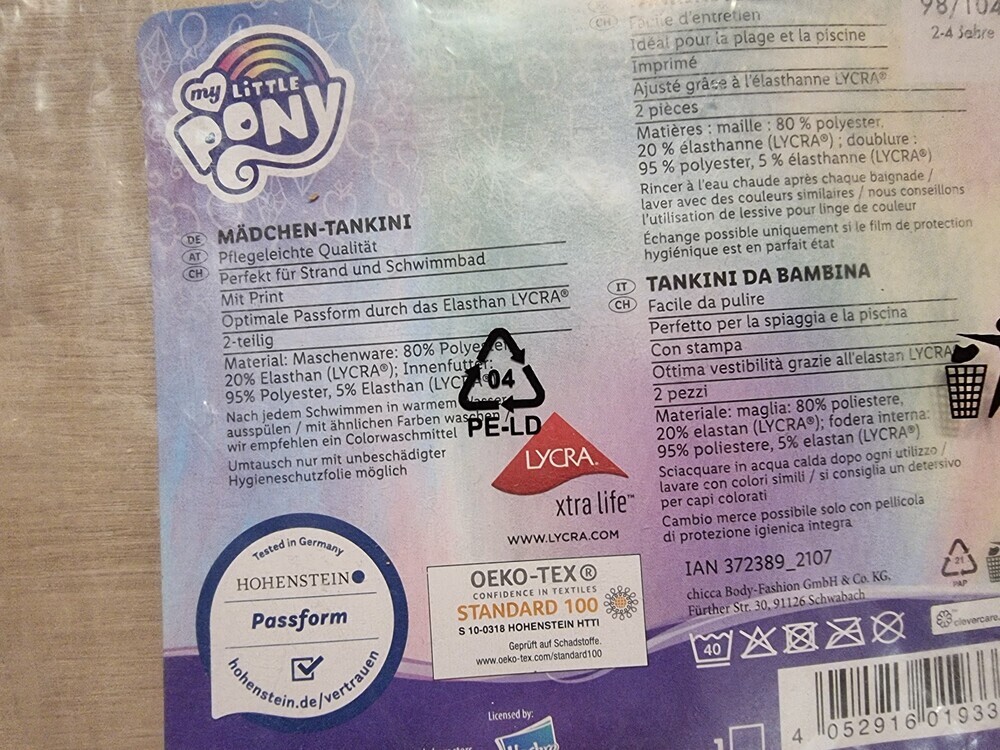 my LITTLE
PONY
DE
AT
CH
MÄDCHEN-TANKINI
Pflegeleichte Qualität
Perfekt für Strand und Schwimmbad
Mit Print
Optimale Passform durch das Elasthan LYCRA®
2-teilig
Material: Maschenware: 80% Polyester,
20% Elasthan (LYCRA®); Innenfutter:
95% Polyester, 5% Elasthan (LYCRA®)
Nach jedem Schwimmen in warmem Wasser
ausspülen / mit ähnlichen Farben waschen /
wir empfehlen ein Colorwaschmittel
Umtausch nur mit unbeschädigter
Hygieneschutzfolie möglich
04
PE-LD
LYCRA.
xtra life™
WWW.LYCRA.COM
Tested in Germany
HOHENSTEIN
Passform
hohenstein.de/vertrauen
OEKO-TEX®
CONFIDENCE IN TEXTILES
STANDARD 100
S 10-0318 HOHENSTEIN HTTI
Geprüft auf Schadstoffe.
www.oeko-tex.com/standard100
Licensed by:
Hasbro
98/104
2-4 Jahre
CH
Facile d'entretien
Idéal pour la plage et la piscine
Imprimé
Ajusté grâce à l'élasthanne LYCRA®
2 pièces
Matières : maille : 80 % polyester,
20 % élasthanne (LYCRA®) ; doublure :
95 % polyester, 5 % élasthanne (LYCRA®)
Rincer à l'eau chaude après chaque baignade /
laver avec des couleurs similaires / nous conseillons
l'utilisation de lessive pour linge de couleur
Échange possible uniquement si le film de protection
hygiénique est en parfait état
IT
CH
TANKINI DA BAMBINA
Facile da pulire
Perfetto per la spiaggia e la piscina
Con stampa
Ottima vestibilità grazie all'elastan LYCRA
2 pezzi
Materiale: maglia: 80% poliestere,
20% elastan (LYCRA®); fodera interna:
95% poliestere, 5% elastan (LYCRA®)
Sciacquare in acqua calda dopo ogni utilizzo /
lavare con colori simili / si consiglia un detersivo
per capi colorati
Cambio merce possibile solo con pellicola
di protezione igienica integra
IAN 372389_2107
chicca Body-Fashion GmbH & Co. KG,
Fürther Str. 30, 91126 Schwabach
21
PAP
40
clevercare.
4 052916 01933